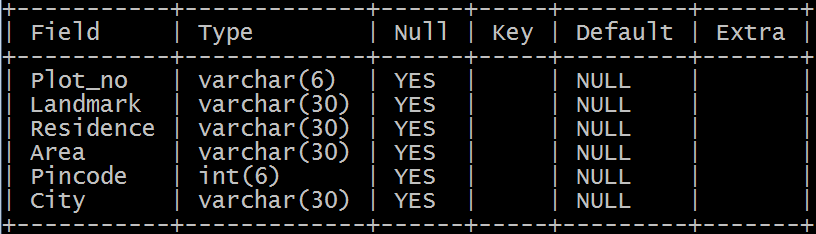 +------------+-------------+------+-----+---------+-------+
| Field | Type | Null | Key | Default | Extra |
+------------+-------------+------+-----+---------+-------+
| Plot_no | varchar(6) | YES | | NULL | |
| Landmark | varchar(30) | YES | | NULL | |
| Residence | varchar(30) | YES | | NULL | |
| Area | varchar(30) | YES | | NULL | |
| Pincode | int(6) | YES | | NULL | |
| City | varchar(30) | YES | | NULL | |
+------------+-------------+------+-----+---------+-------+